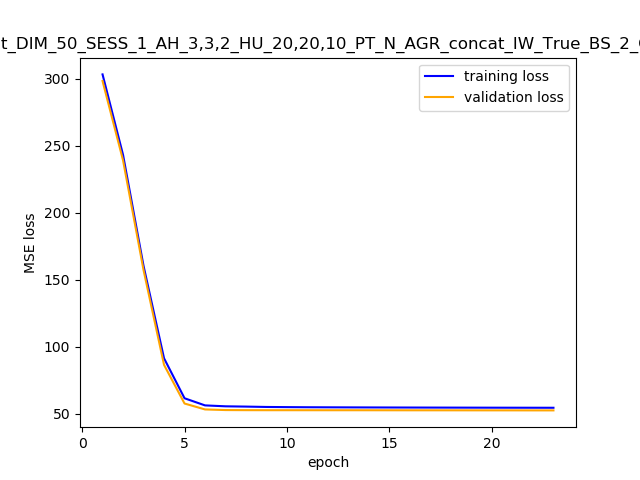 t_DIM_50_SESS_1_AH_3,3,2_HU_20,20,10_PT_N_AGR_concat_IW_True_BS_2_
training loss
validation loss
300
250
200
150
100
50
MSE loss
0 5 10 15 20
epoch